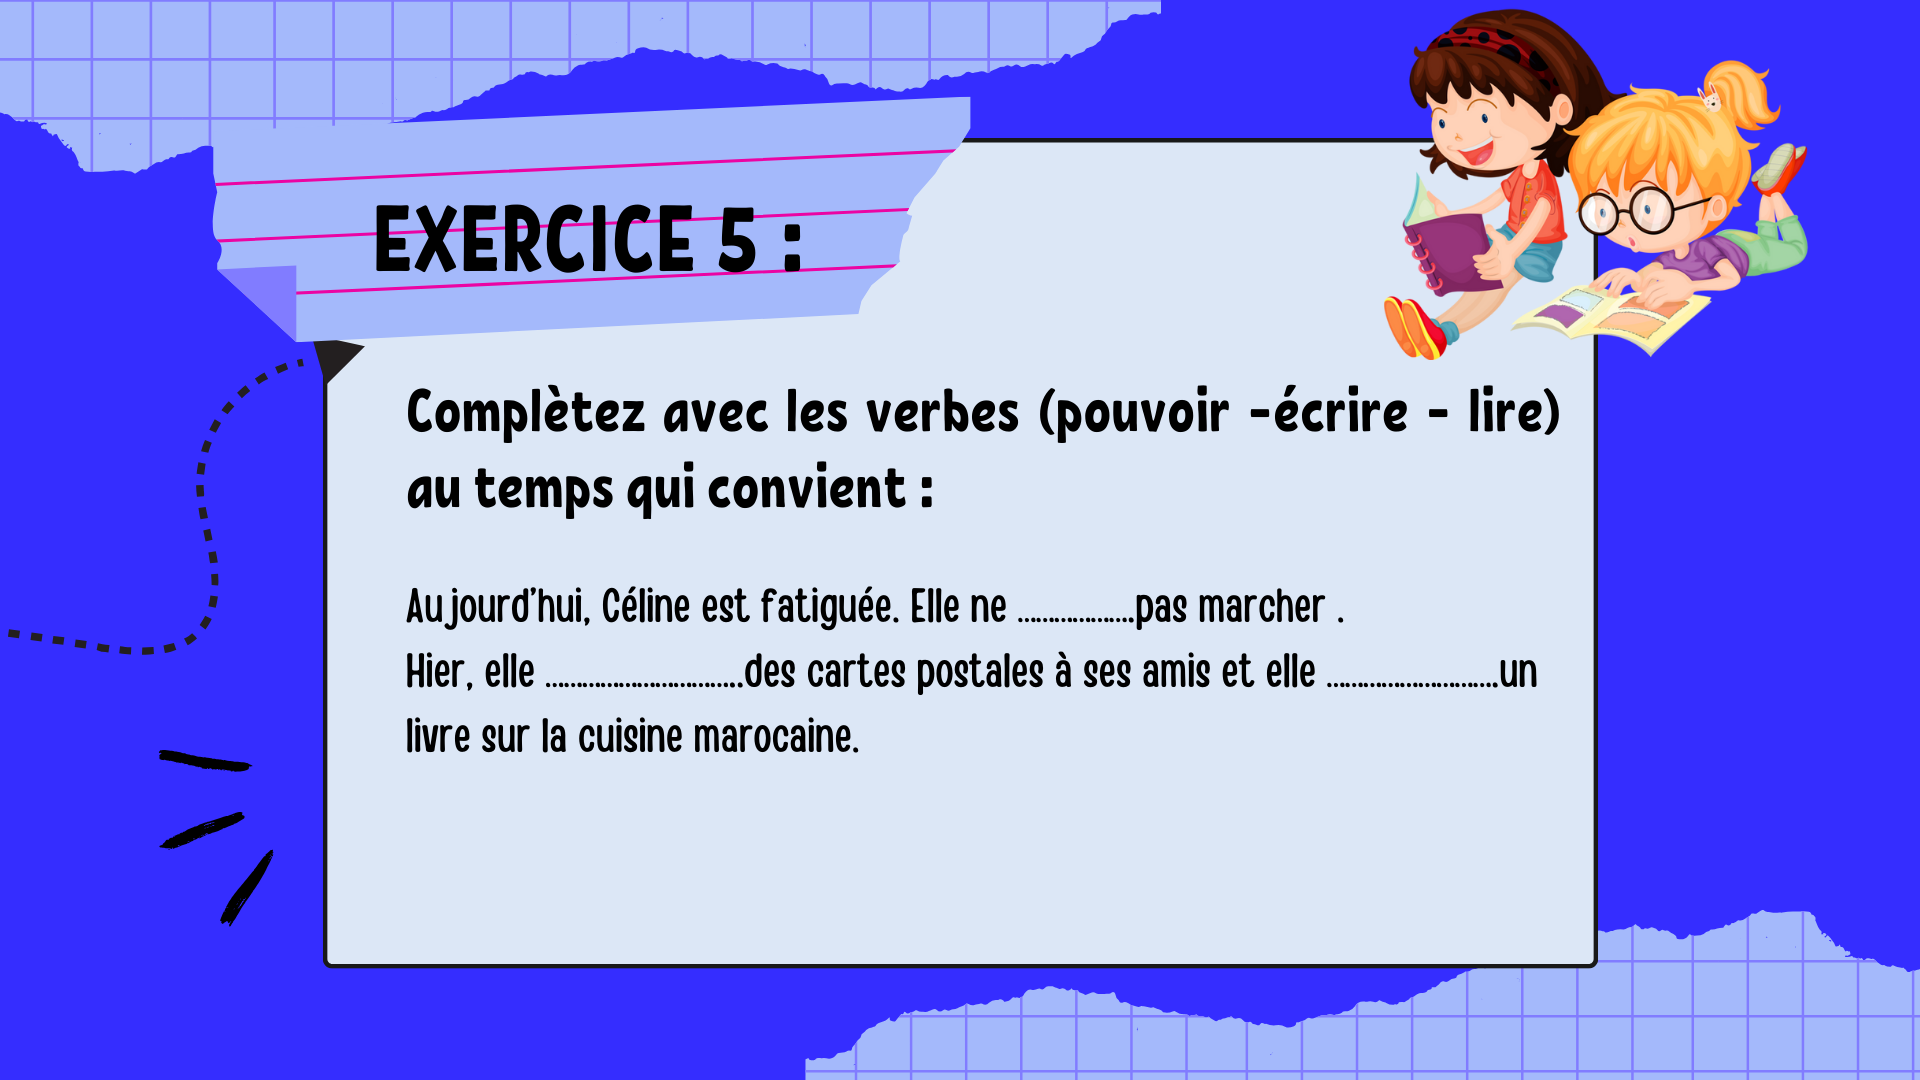 EXERCICE 5 :
Complètez avec les verbes (pouvoir -écrire - lire)
au temps qui convient :
Aujourd'hui, Céline est fatiguée. Elle ne ...................pas marcher .
Hier, elle ................................des cartes postales à ses amis et elle ............................un
livre sur la cuisine marocaine.